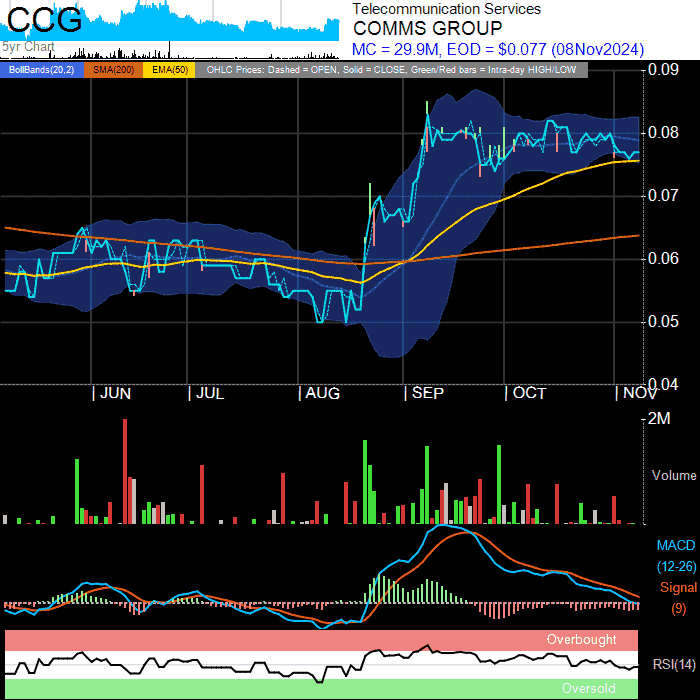 CCG
5yr Chart
Telecommunication Services
COMMS GROUP
MC = 29.9M, EOD = $0.077 (08Nov2024)
BollBands(20,2) SMA(200) EMA(50) OHLC Prices: Dashed = OPEN, Solid = CLOSE, Green/Red bars = Intra-day HIGH/LOW
0.09
0.08
0.07
0.06
0.05
0.04
JUN JUL AUG SEP OCT NOV
2M
Volume
MACD
(12-26)
Signal
(9)
Overbought
RSI(14)
Oversold